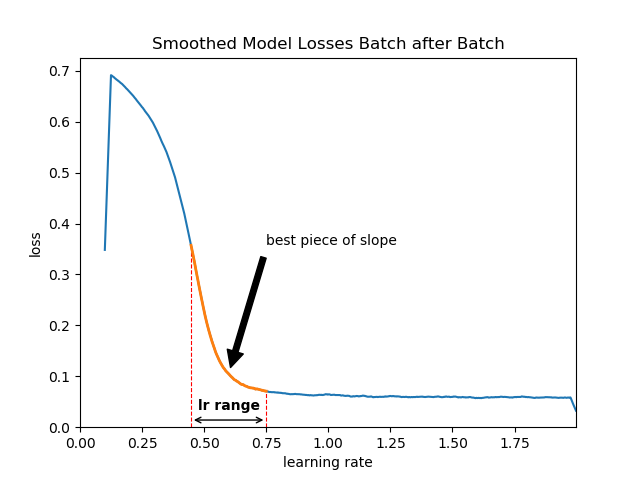 Smoothed Model Losses Batch after Batch
0.7
0.6
0.5
0.4
0.3
0.2
0.1
0.0
loss
best piece of slope
lr range
0.00 0.25 0.50 0.75 1.00 1.25 1.50 1.75
learning rate